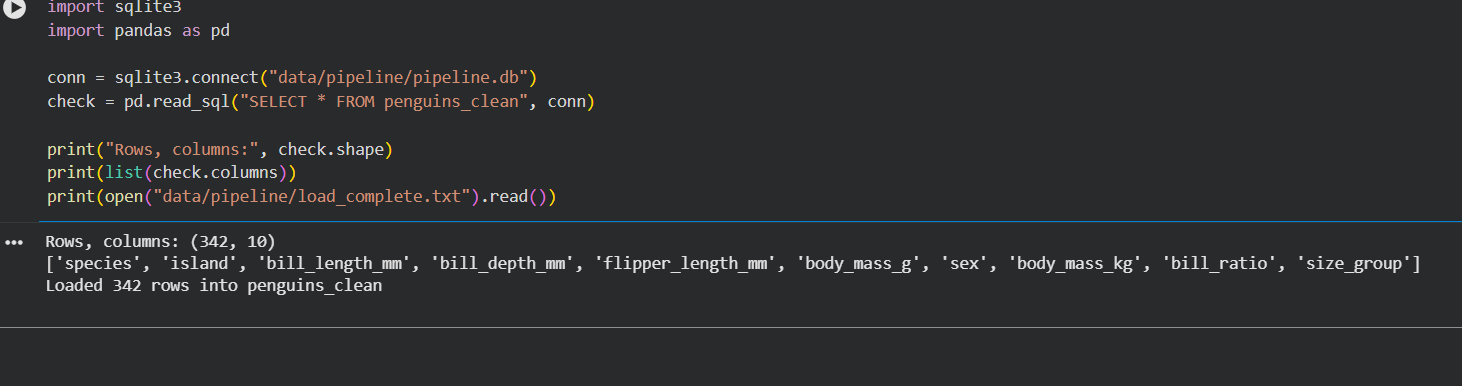 import sqlite3
import pandas as pd
conn = sqlite3.connect("data/pipeline/pipeline.db")
check = pd.read_sql("SELECT * FROM penguins_clean", conn)
print("Rows, columns:", check.shape)
print(list(check.columns))
print(open("data/pipeline/load_complete.txt").read())
Rows, columns: (342, 10)
['species', 'island', 'bill_length_mm', 'bill_depth_mm', 'flipper_length_mm', 'body_mass_g', 'sex', 'body_mass_kg', 'bill_ratio', 'size_group']
Loaded 342 rows into penguins_clean